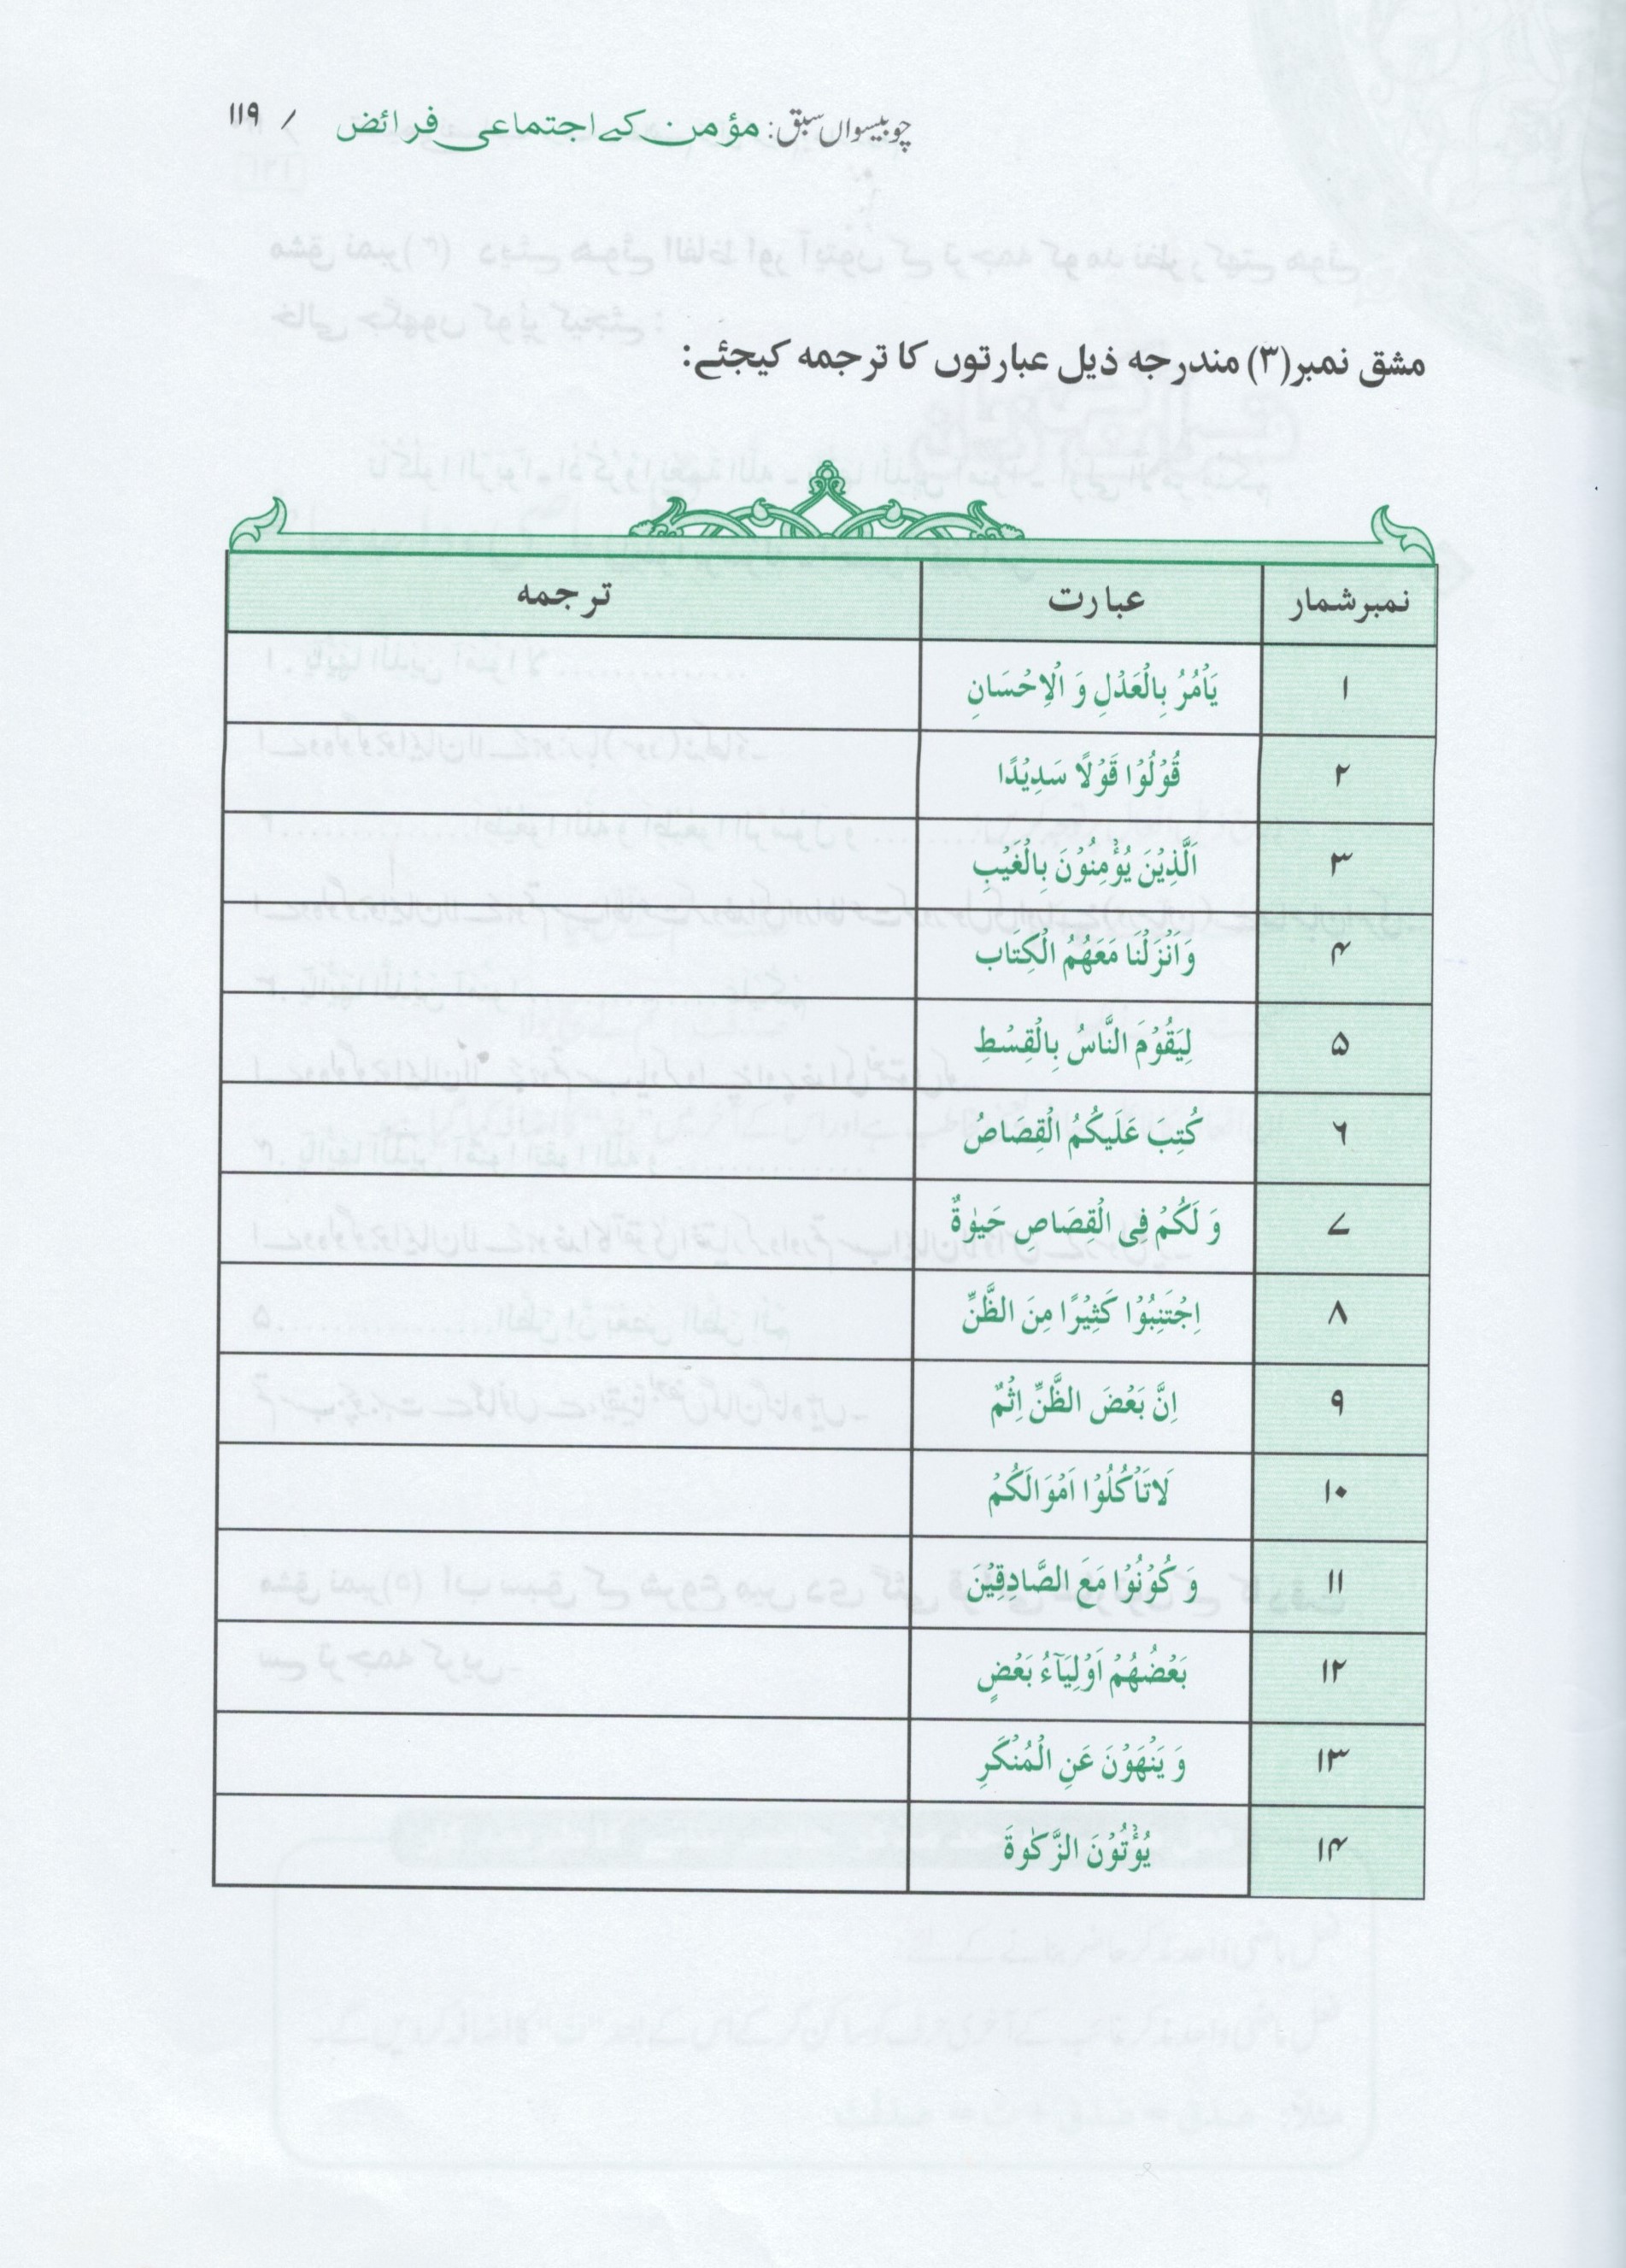 چوبیسواں سبق: مؤمن کے اجتماعی فرائض / ۱۱۹
مشق نمبر(۳) مندرجہ ذیل عبارتوں کا ترجمہ کیجئے:
نمبرشمار عبارت ترجمہ
۱ یَاْمُرُ بِالْعَدْلِ وَ الْاِحْسَانِ
۲ قُوْلُوْا قَوْلًا سَدِیْدًا
۳ اَلَّذِیْنَ یُؤْمِنُوْنَ بِالْغَیْبِ
۴ وَ اَنْزَلْنَا مَعَهُمُ الْکِتَاب
۵ لِیَقُوْمَ النَّاسُ بِالْقِسْطِ
۶ کُتِبَ عَلَیکُمُ الْقِصَاصُ
۷ وَ لَکُمْ فِی الْقِصَاصِ حَیٰوةٌ
۸ اِجْتَنِبُوْا کَثِیْرًا مِنَ الظَّنِّ
۹ اِنَّ بَعْضَ الظَّنِّ اِثْمٌ
۱۰ لَاتَاْکُلُوْا اَمْوَالَکُمْ
۱۱ وَ کُوْنُوْا مَعَ الصَّادِقِیْنَ
۱۲ بَعْضُهُمْ اَوْلِیَآءُ بَعْضٍ
۱۳ وَ یَنْهَوْنَ عَنِ الْمُنْکَرِ
۱۴ یُؤْتُوْنَ الزَّکٰوةَ